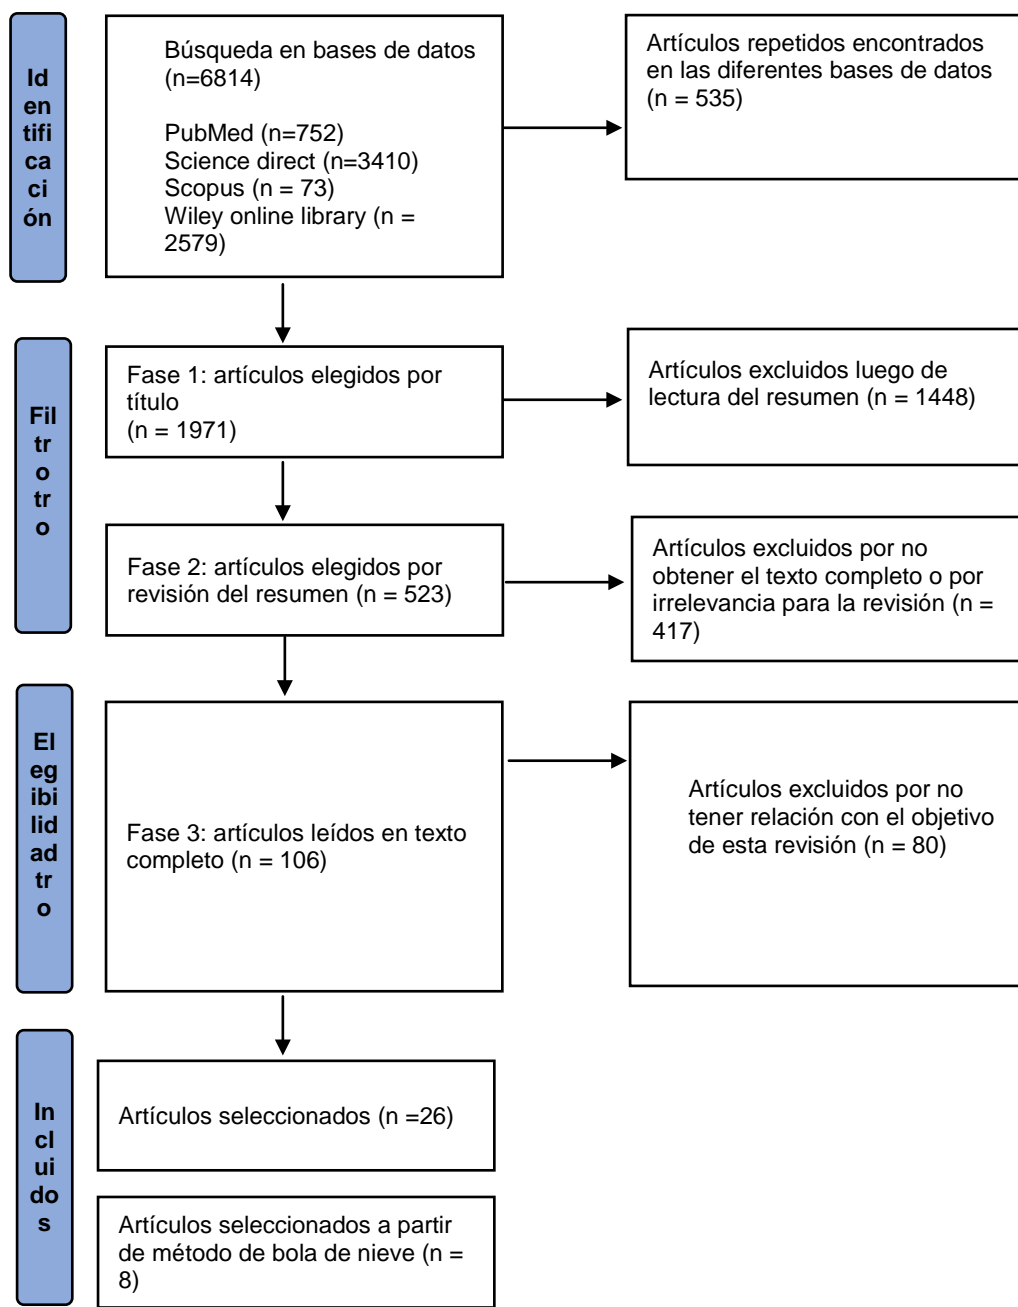 Id
en
tifi
ca
ci
ón
Búsqueda en bases de datos
(n=6814)
PubMed (n=752)
Science direct (n=3410)
Scopus (n = 73)
Wiley online library (n =
2579)
Artículos repetidos encontrados
en las diferentes bases de datos
(n = 535)
Fil
tr
o
tr
o
Fase 1: artículos elegidos por
título
(n = 1971)
Artículos excluidos luego de
lectura del resumen (n = 1448)
Fase 2: artículos elegidos por
revisión del resumen (n = 523)
Artículos excluidos por no
obtener el texto completo o por
irrelevancia para la revisión (n =
417)
El
eg
ibi
lid
ad
tr
o
Fase 3: artículos leídos en texto
completo (n = 106)
Artículos excluidos por no
tener relación con el objetivo
de esta revisión (n = 80)
In
cl
ui
do
s
Artículos seleccionados (n =26)
Artículos seleccionados a partir
de método de bola de nieve (n =
8)